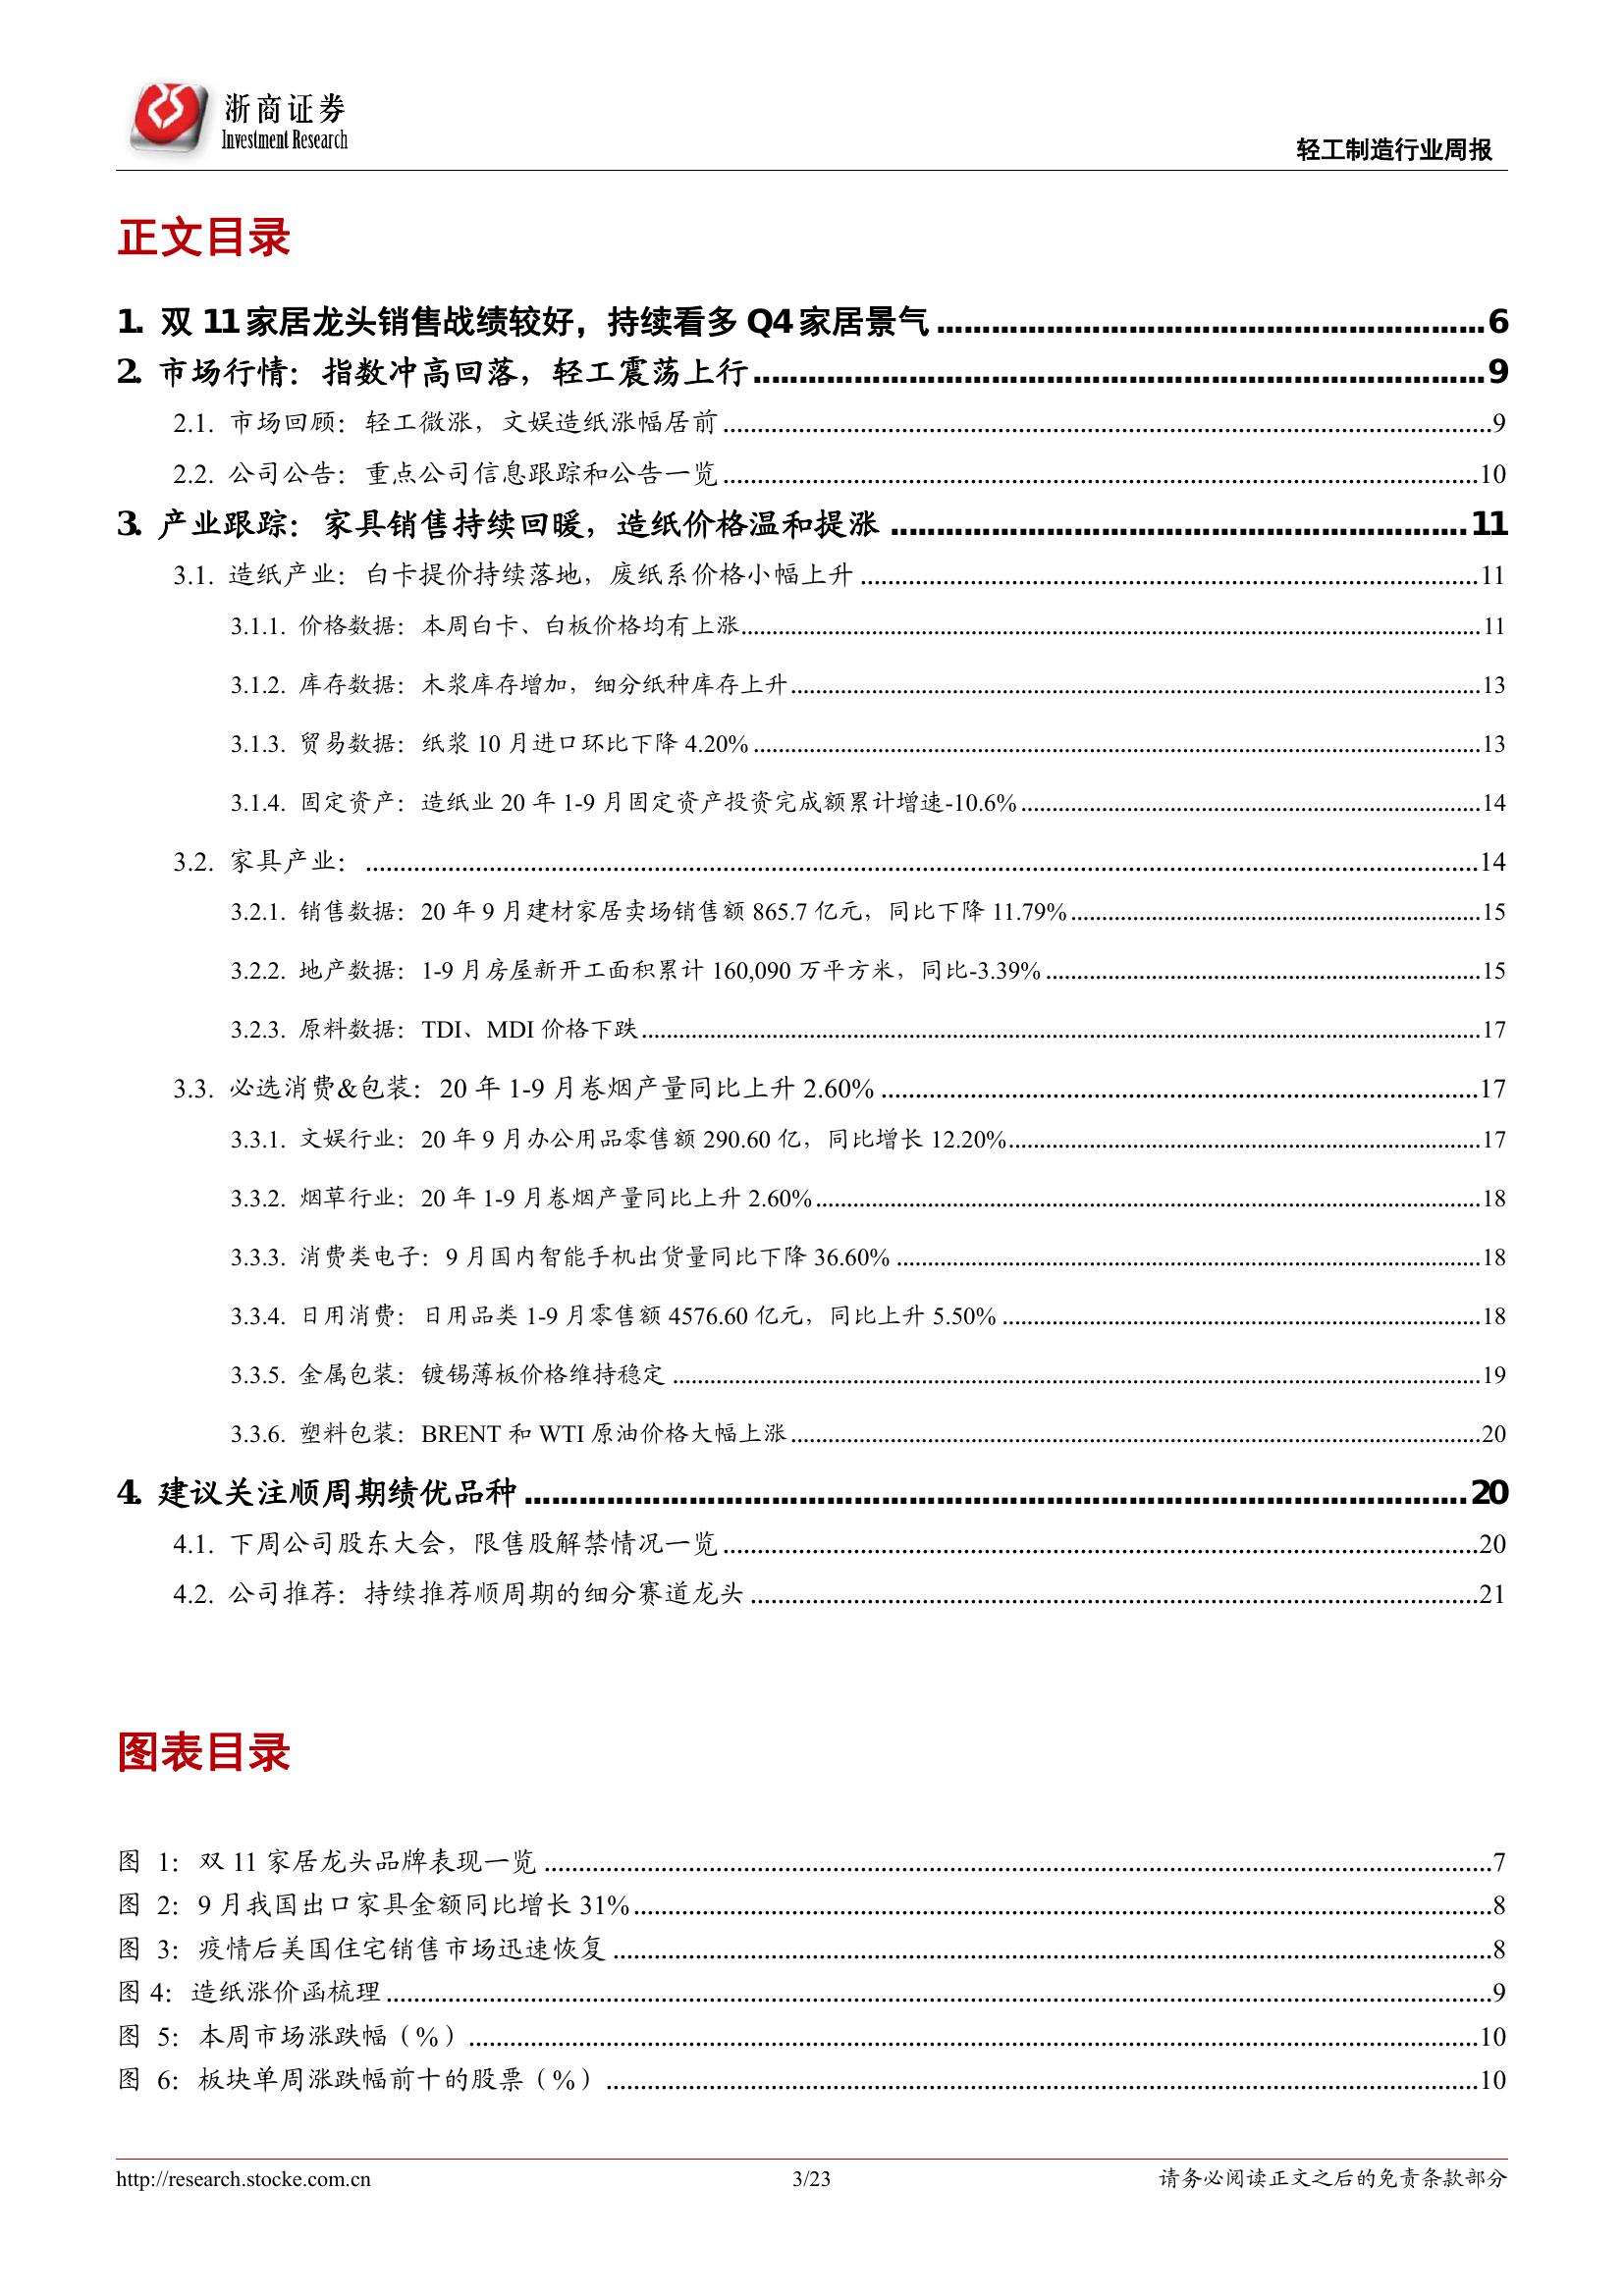 浙商证券
Investment Research
轻工制造行业周报
正文目录
1. 双 11 家居龙头销售战绩较好，持续看多 Q4 家居景气 6
2. 市场行情：指数冲高回落，轻工震荡上行 9
2.1. 市场回顾：轻工微涨，文娱造纸涨幅居前 9
2.2. 公司公告：重点公司信息跟踪和公告一览 10
3. 产业跟踪：家具销售持续回暖，造纸价格温和提涨 11
3.1. 造纸产业：白卡提价持续落地，废纸系价格小幅上升 11
3.1.1. 价格数据：本周白卡、白板价格均有上涨 11
3.1.2. 库存数据：木浆库存增加，细分纸种库存上升 13
3.1.3. 贸易数据：纸浆 10 月进口环比下降 4.20% 13
3.1.4. 固定资产：造纸业 20 年 1-9 月固定资产投资完成额累计增速-10.6% 14
3.2. 家具产业： 14
3.2.1. 销售数据：20 年 9 月建材家居卖场销售额 865.7 亿元，同比下降 11.79% 15
3.2.2. 地产数据：1-9 月房屋新开工面积累计 160,090 万平方米，同比-3.39% 15
3.2.3. 原料数据：TDI、MDI 价格下跌 17
3.3. 必选消费&包装：20 年 1-9 月卷烟产量同比上升 2.60% 17
3.3.1. 文娱行业：20 年 9 月办公用品零售额 290.60 亿，同比增长 12.20% 17
3.3.2. 烟草行业：20 年 1-9 月卷烟产量同比上升 2.60% 18
3.3.3. 消费类电子：9 月国内智能手机出货量同比下降 36.60% 18
3.3.4. 日用消费：日用品类 1-9 月零售额 4576.60 亿元，同比上升 5.50% 18
3.3.5. 金属包装：镀锡薄板价格维持稳定 19
3.3.6. 塑料包装：BRENT 和 WTI 原油价格大幅上涨 20
4. 建议关注顺周期绩优品种 20
4.1. 下周公司股东大会，限售股解禁情况一览 20
4.2. 公司推荐：持续推荐顺周期的细分赛道龙头 21
图表目录
图 1：双 11 家居龙头品牌表现一览 7
图 2：9 月我国出口家具金额同比增长 31% 8
图 3：疫情后美国住宅销售市场迅速恢复 8
图 4：造纸涨价函梳理 9
图 5：本周市场涨跌幅（%） 10
图 6：板块单周涨跌幅前十的股票（%） 10
http://research.stocke.com.cn 3/23 请务必阅读正文之后的免责条款部分